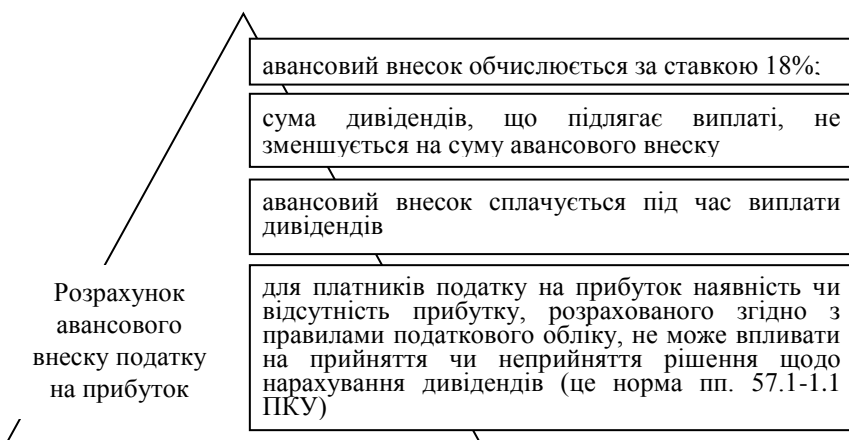 авансовий внесок обчислюється за ставкою 18%;
сума дивідендів, що підлягає виплаті, не
зменшується на суму авансового внеску
авансовий внесок сплачується під час виплати
дивідендів
Розрахунок
авансового
внеску податку
на прибуток
для платників податку на прибуток наявність чи
відсутність прибутку, розрахованого згідно з
правилами податкового обліку, не може впливати
на прийняття чи неприйняття рішення щодо
нарахування дивідендів (це норма пп. 57.1-1.1
ПКУ)